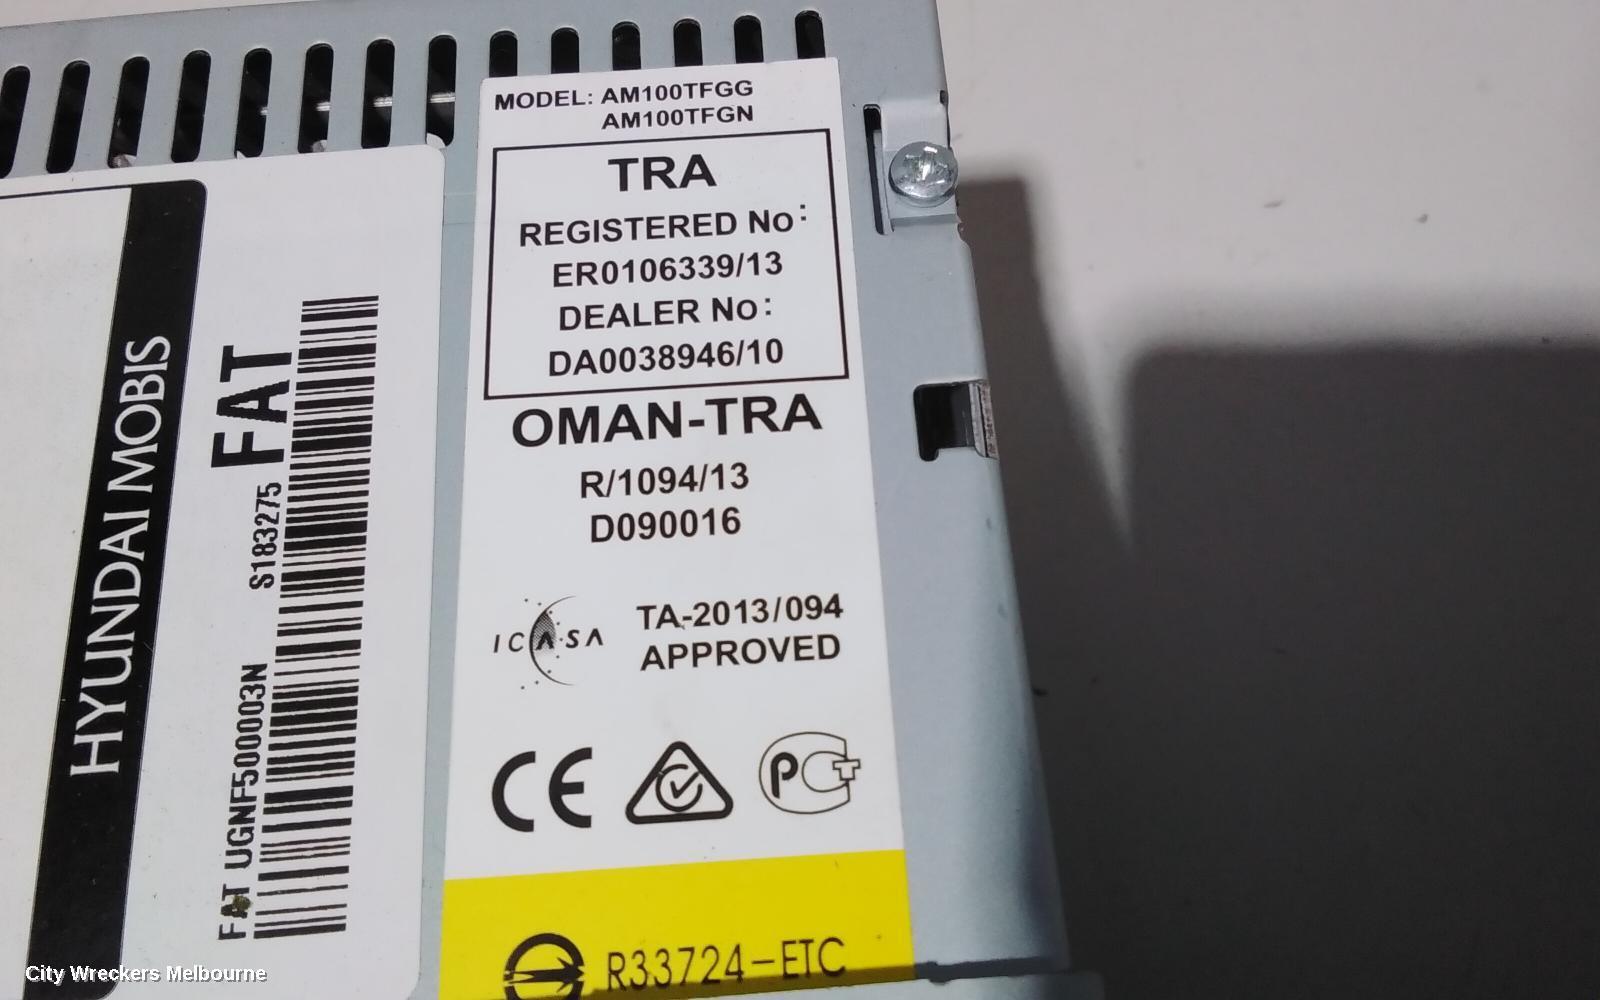 MODEL: AM100TFGG
AM100TFGN
TRA
REGISTERED No:
ER0106339/13
DEALER No:
DA0038946/10
OMAN-TRA
R/1094/13
D090016
ICASA
TA-2013/094
APPROVED
CE
PCT
R33724-ETC
HYUNDAI MOBIS
FAT
S183275
FAT UGNF500003N
City Wreckers Melbourne